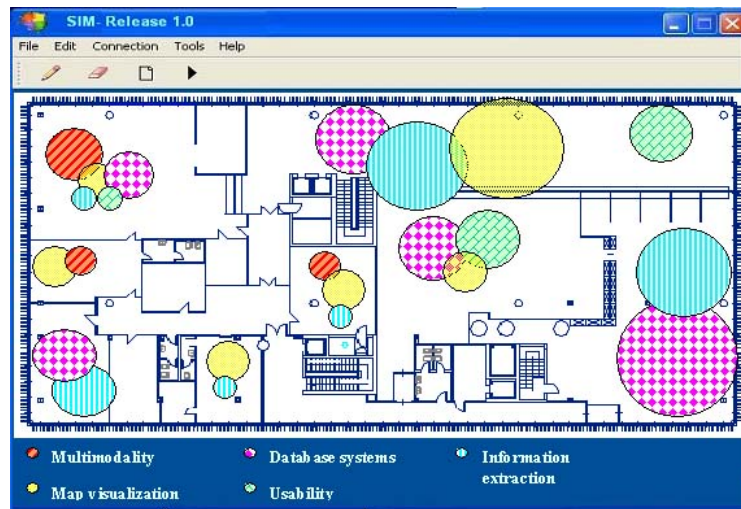 SIM- Release 1.0
File Edit Connection Tools Help
Multimodality
Database systems
Information
extraction
Map visualization
Usability